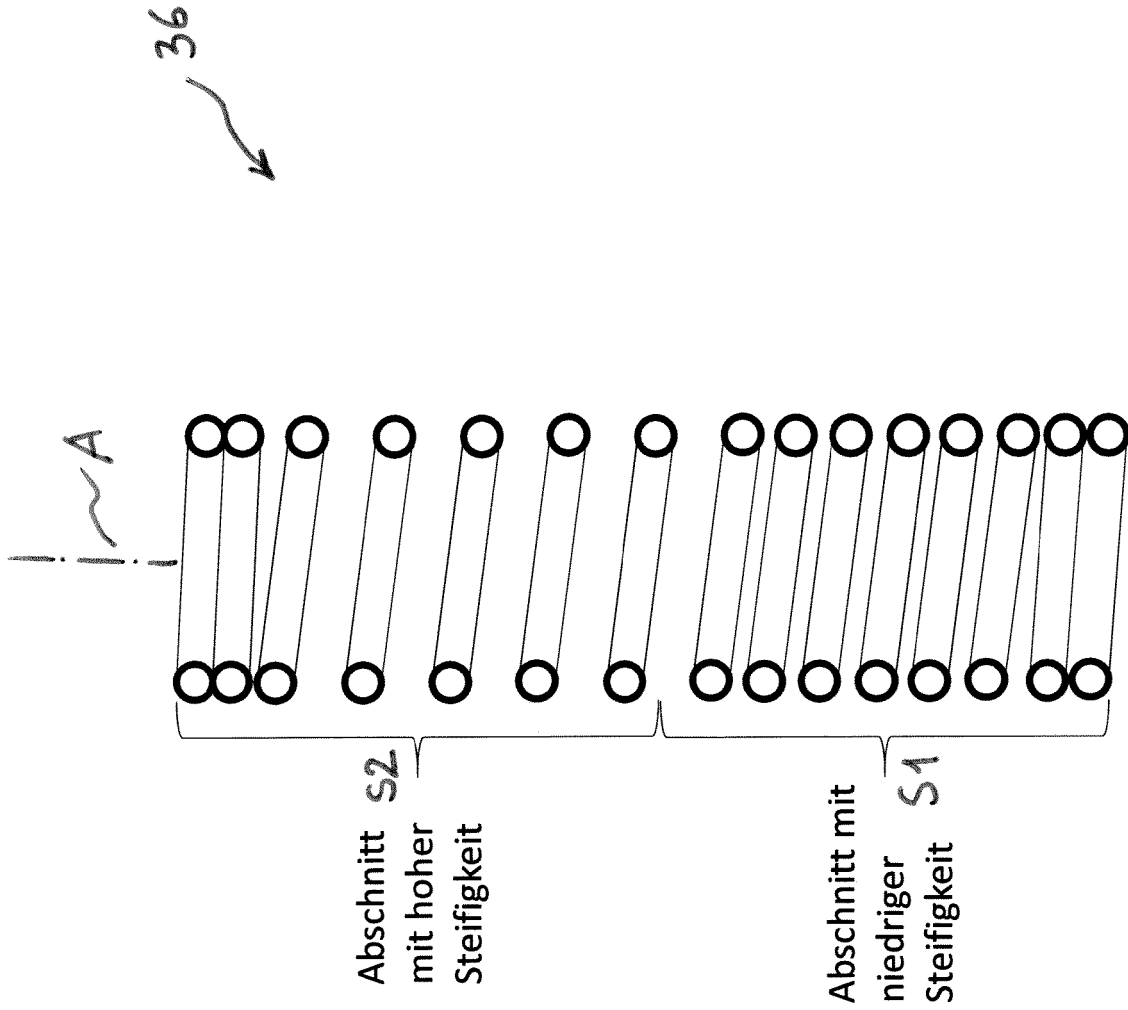 36
A
Abschnitt S2
mit hoher
Steifigkeit
Abschnitt mit
niedriger S1
Steifigkeit